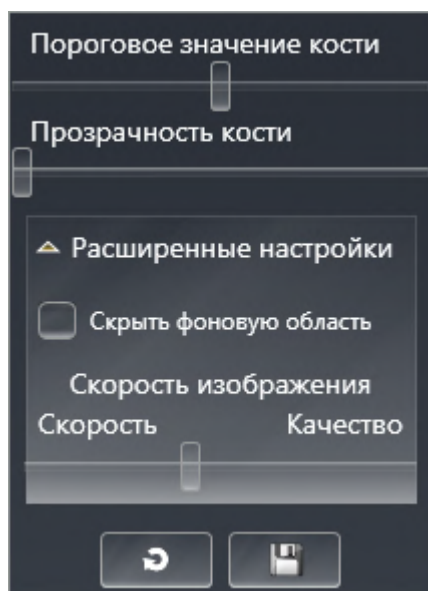 Пороговое значение кости
Прозрачность кости
Расширенные настройки
Скрыть фоновую область
Скорость изображения
Скорость Качество